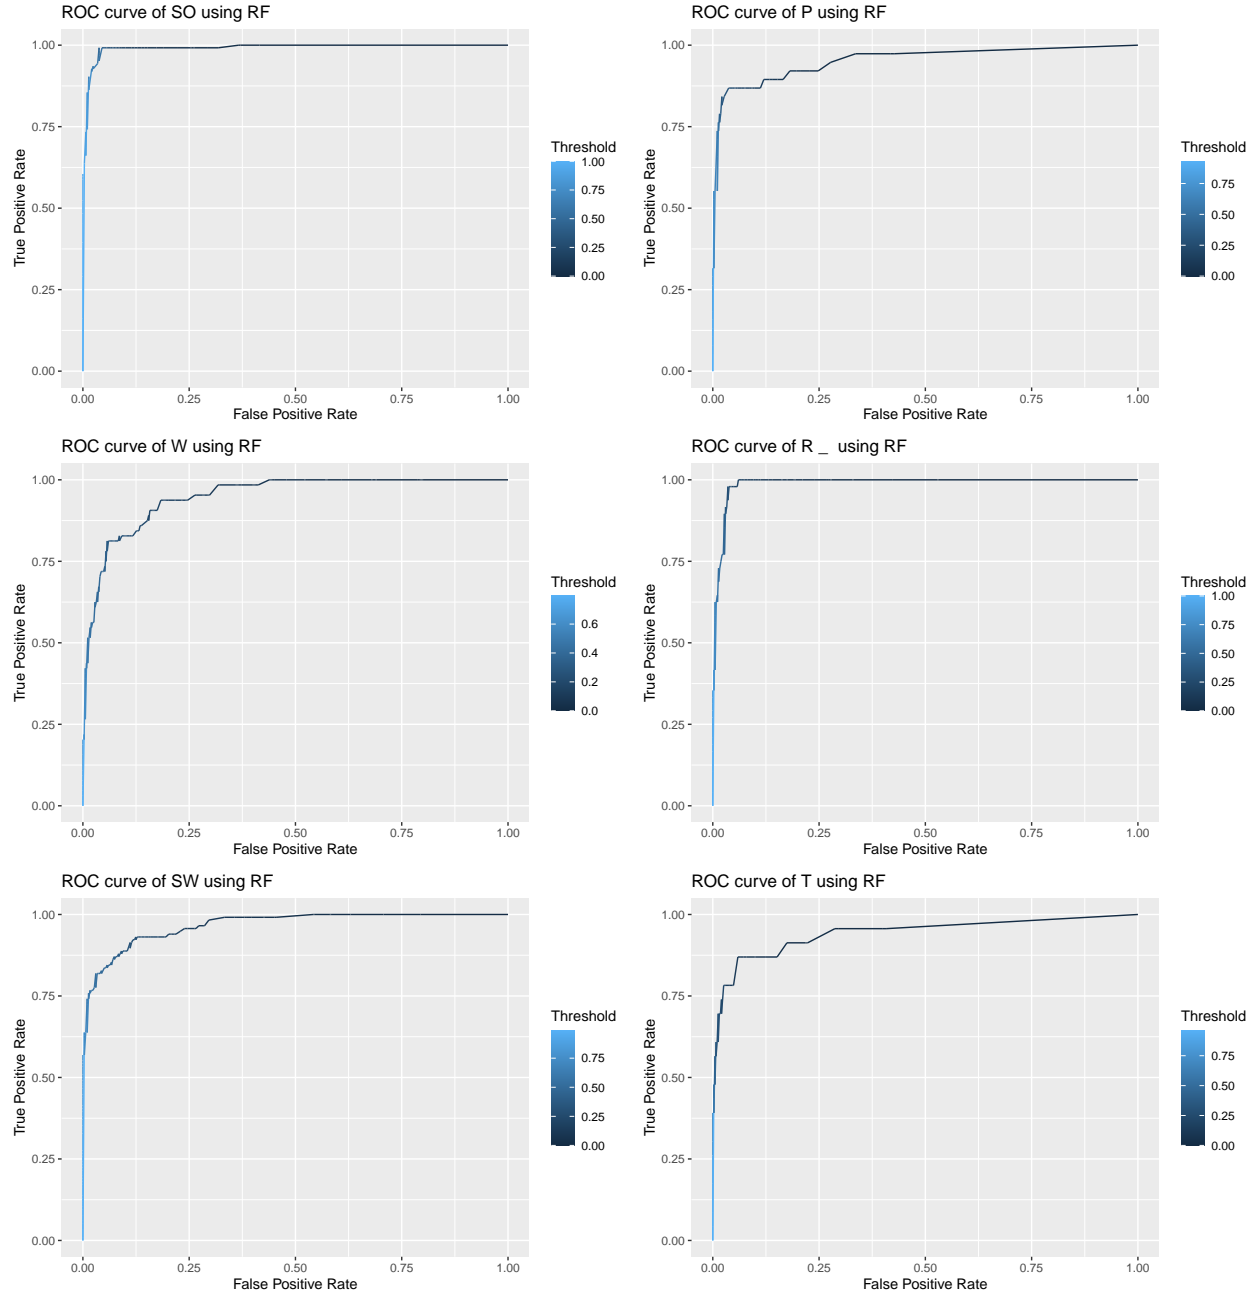 ROC curve of SO using RF
True Positive Rate
1.00
0.75
0.50
0.25
0.00
0.00 0.25 0.50 0.75 1.00
False Positive Rate
Threshold
1.00
0.75
0.50
0.25
0.00
ROC curve of P using RF
True Positive Rate
1.00
0.75
0.50
0.25
0.00
0.00 0.25 0.50 0.75 1.00
False Positive Rate
Threshold
0.75
0.50
0.25
0.00
ROC curve of W using RF
True Positive Rate
1.00
0.75
0.50
0.25
0.00
0.00 0.25 0.50 0.75 1.00
False Positive Rate
Threshold
0.6
0.4
0.2
0.0
ROC curve of R _ using RF
True Positive Rate
1.00
0.75
0.50
0.25
0.00
0.00 0.25 0.50 0.75 1.00
False Positive Rate
Threshold
1.00
0.75
0.50
0.25
0.00
ROC curve of SW using RF
True Positive Rate
1.00
0.75
0.50
0.25
0.00
0.00 0.25 0.50 0.75 1.00
False Positive Rate
Threshold
0.75
0.50
0.25
0.00
ROC curve of T using RF
True Positive Rate
1.00
0.75
0.50
0.25
0.00
0.00 0.25 0.50 0.75 1.00
False Positive Rate
Threshold
0.75
0.50
0.25
0.00